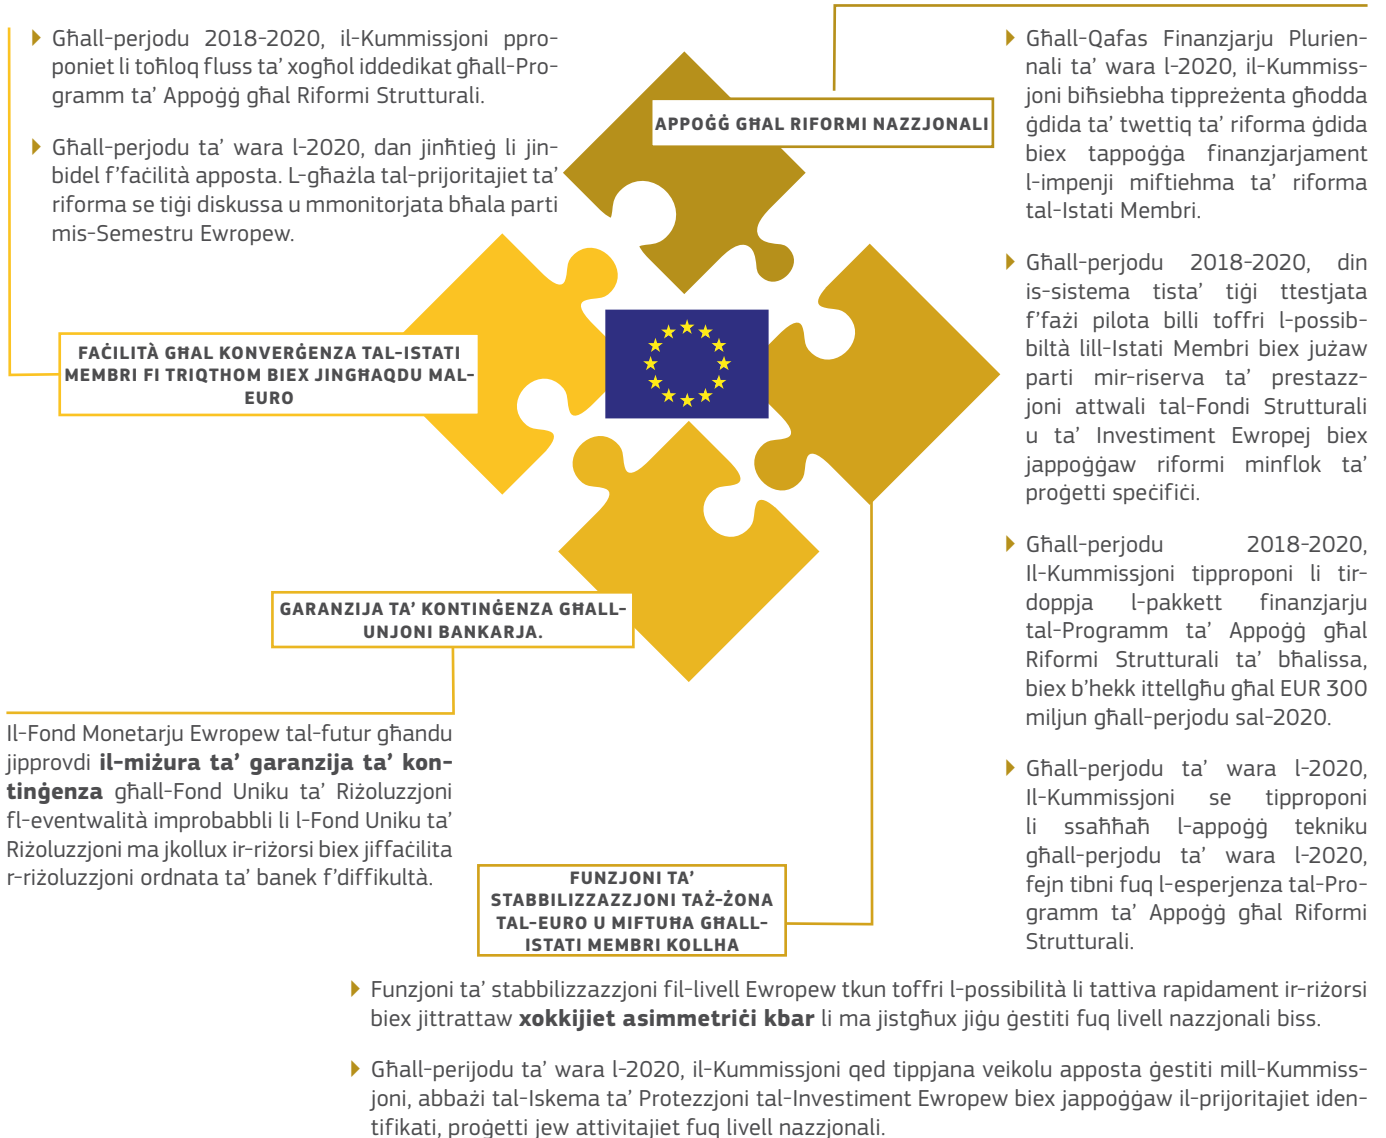 Għall-perjodu 2018-2020, il-Kummissjoni ppro-
poniet li toħloq fluss ta’ xogħol iddedikat għall-Pro-
gramm ta’ Appoġġ għal Riformi Strutturali.
Għall-perjodu ta’ wara l-2020, dan jinħtieġ li jin-
bidel f’faċilità apposta. L-għażla tal-prijoritajiet ta’
riforma se tiġi diskussa u mmonitorjata bħala parti
mis-Semestru Ewropew.
FAĊILITÀ GĦAL KONVERĠENZA TAL-ISTATI
MEMBRI FI TRIQTHOM BIEX JINGĦAQDU MAL-
EURO
APPOĠĠ GĦAL RIFORMI NAZZJONALI
Għall-Qafas Finanzjarju Plurien-
nali ta’ wara l-2020, il-Kummiss-
joni biħsiebha tippreżenta għodda
ġdida ta’ twettiq ta’ riforma ġdida
biex tappoġġa finanzjarjament
l-impenji miftiehma ta’ riforma
tal-Istati Membri.
Għall-perjodu 2018-2020, din
is-sistema tista’ tiġi ttestjata
f’fażi pilota billi toffri l-possib-
biltà lill-Istati Membri biex jużaw
parti mir-riserva ta’ prestazz-
joni attwali tal-Fondi Strutturali
u ta’ Investiment Ewropej biex
jappoġġaw riformi minflok ta’
proġetti speċifiċi.
Għall-perjodu 2018-2020,
Il-Kummissjoni tipproponi li tir-
doppja l-pakkett finanzjarju
tal-Programm ta’ Appoġġ għal
Riformi Strutturali ta’ bħalissa,
biex b’hekk ittellgħu għal EUR 300
miljun għall-perjodu sal-2020.
Għall-perjodu ta’ wara l-2020,
Il-Kummissjoni se tipproponi
li ssaħħaħ l-appoġġ tekniku
għall-perjodu ta’ wara l-2020,
fejn tibni fuq l-esperjenza tal-Pro-
gramm ta’ Appoġġ għal Riformi
Strutturali.
GARANZIJA TA’ KONTINĠENZA GĦALL-
UNJONI BANKARJA.
Il-Fond Monetarju Ewropew tal-futur għandu
jipprovdi il-miżura ta’ garanzija ta’ kon-
tinġenza għall-Fond Uniku ta’ Riżoluzzjoni
fl-eventwalità improbabbli li l-Fond Uniku ta’
Riżoluzzjoni ma jkollux ir-riżorsi biex jiffaċilita
r-riżoluzzjoni ordnata ta’ banek f’diffikultà.
FUNZJONI TA’
STABBILIZZAZZJONI TAŻ-ŻONA
TAL-EURO U MIFTUĦA GĦALL-
ISTATI MEMBRI KOLLHA
Funzjoni ta’ stabbilizzazzjoni fil-livell Ewropew tkun toffri l-possibilità li tattiva rapidament ir-riżorsi
biex jittrattaw xokkijiet asimmetriċi kbar li ma jistgħux jiġu ġestiti fuq livell nazzjonali biss.
Għall-perijodu ta’ wara l-2020, il-Kummissjoni qed tippjana veikolu apposta ġestiti mill-Kummiss-
joni, abbażi tal-Iskema ta’ Protezzjoni tal-Investiment Ewropew biex jappoġġaw il-prijoritajiet iden-
tifikati, proġetti jew attivitajiet fuq livell nazzjonali.